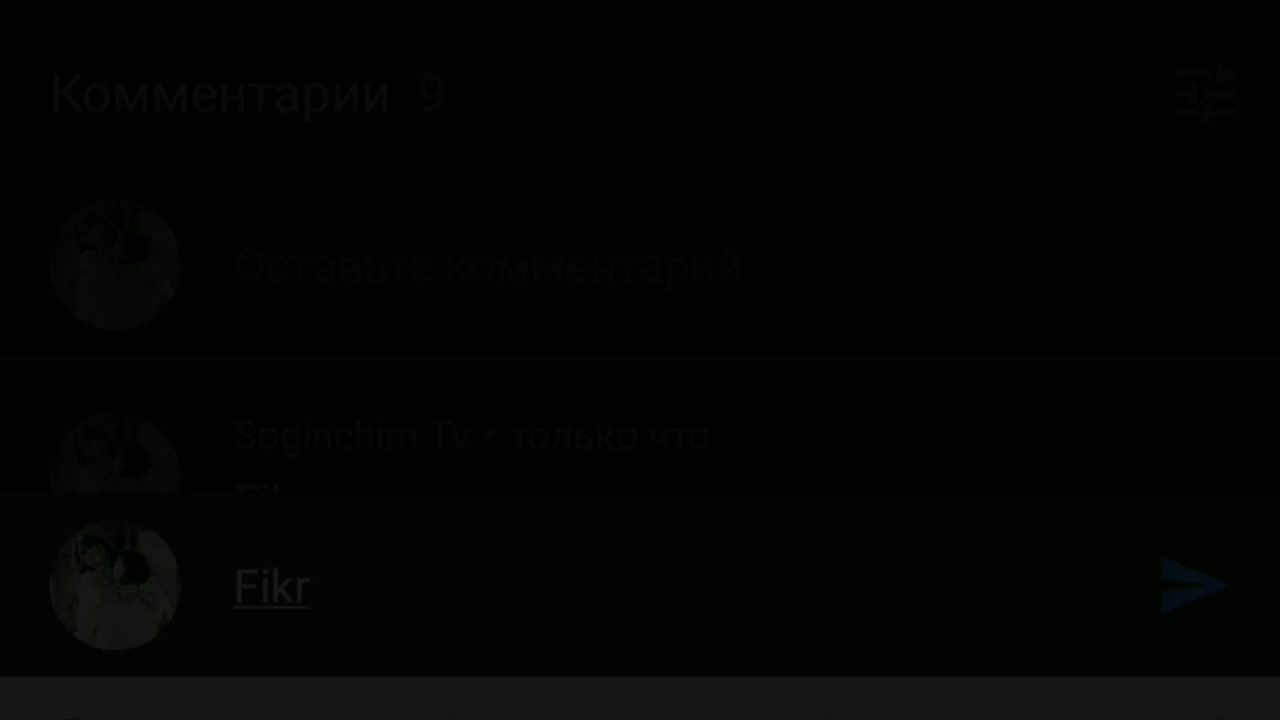 Комментарии 9
Оставьте комментарий
Soginchim Tv • только что
Fikr